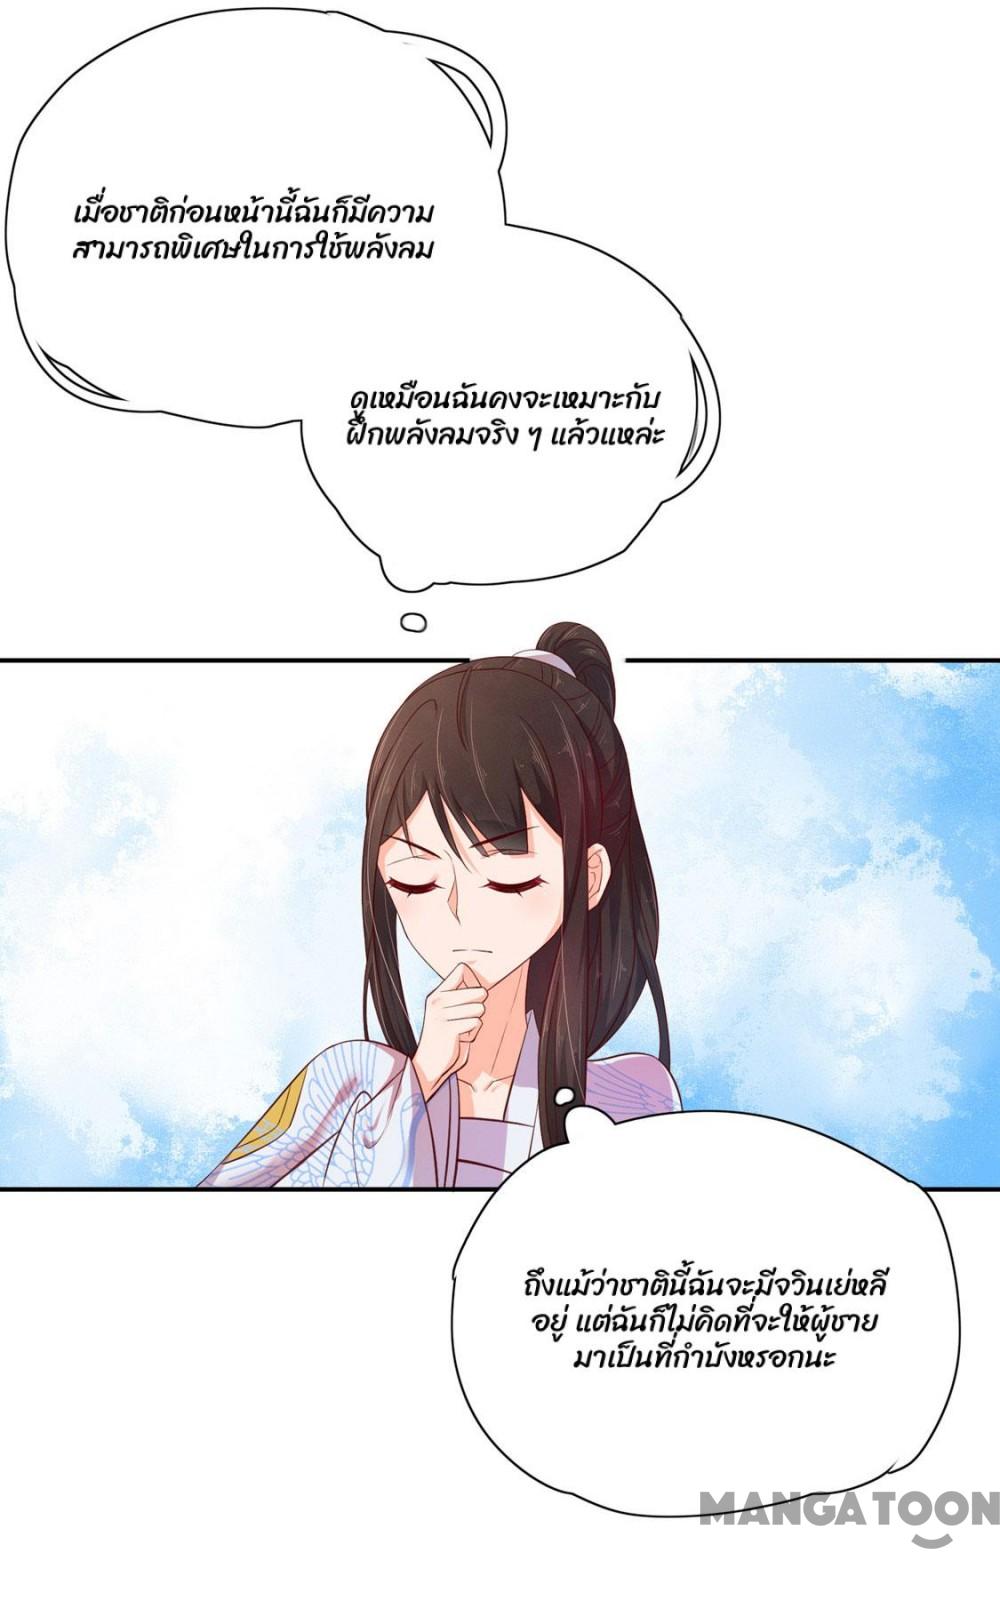 เมื่อชาติก่อนหน้านี้ฉันก็มีความ
สามารถพิเศษในการใช้พลังลม
ดูเหมือนฉันคงจะเหมาะกับ
ฝึกพลังลมจริง ๆ แล้วแหล่ะ
ถึงแม้ว่าชาตินี้ฉันจะมีจวินเย่หลี
อยู่ แต่ฉันก็ไม่คิดที่จะให้ผู้ชาย
มาเป็นที่กำบังหรอกนะ
MANGATOON